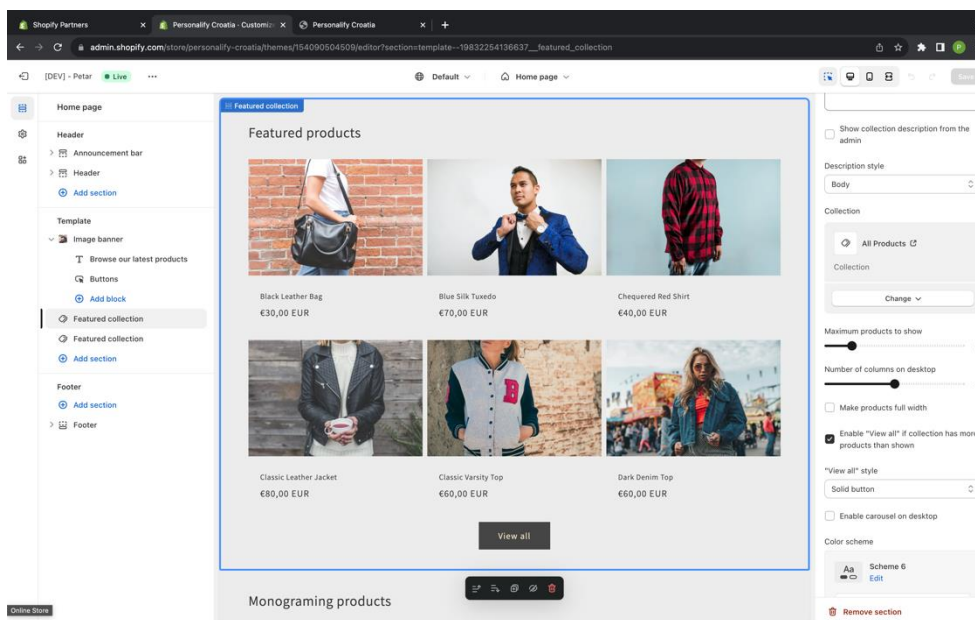 Shopify Partners
Personalify Croatia · Customize
Personalify Croatia
admin.shopify.com/store/personalify-croatia/themes/154090504509/editor?section=template--19832254136637__featured_collection
[DEV] - Petar
Live
Default
Home page
Save
Home page
Header
Announcement bar
Header
Add section
Template
Image banner
Browse our latest products
Buttons
Add block
Featured collection
Featured collection
Add section
Footer
Add section
Footer
Online Store
Featured collection
Featured products
Black Leather Bag
€30,00 EUR
Blue Silk Tuxedo
€70,00 EUR
Chequered Red Shirt
€40,00 EUR
B
Classic Leather Jacket
€80,00 EUR
Classic Varsity Top
€60,00 EUR
Dark Denim Top
€60,00 EUR
View all
Monograming products
Show collection description from the
admin
Description style
Body
Collection
All Products
Collection
Change
Maximum products to show
Number of columns on desktop
Make products full width
Enable "View all" if collection has more
products than shown
"View all" style
Solid button
Enable carousel on desktop
Color scheme
Aa
Scheme 6
Edit
Remove section